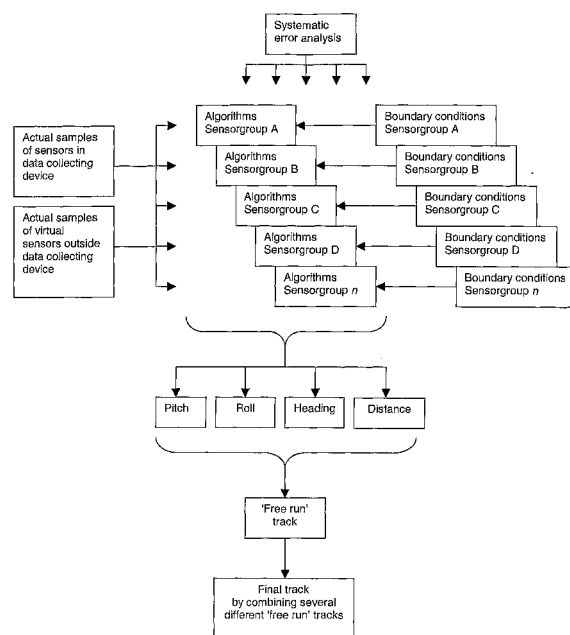 Systematic
error analysis
Actual samples
of sensors in
data collecting
device
Actual samples
of virtual
sensors outside
data collecting
device
Algorithms
Sensorgroup A
Boundary conditions
Sensorgroup A
Algorithms
Sensorgroup B
Boundary conditions
Sensorgroup B
Algorithms
Sensorgroup C
Boundary conditions
Sensorgroup C
Algorithms
Sensorgroup D
Boundary conditions
Sensorgroup D
Algorithms
Sensorgroup n
Boundary conditions
Sensorgroup n
Pitch
Roll
Heading
Distance
'Free run'
track
Final track
by combining several
different 'free run' tracks